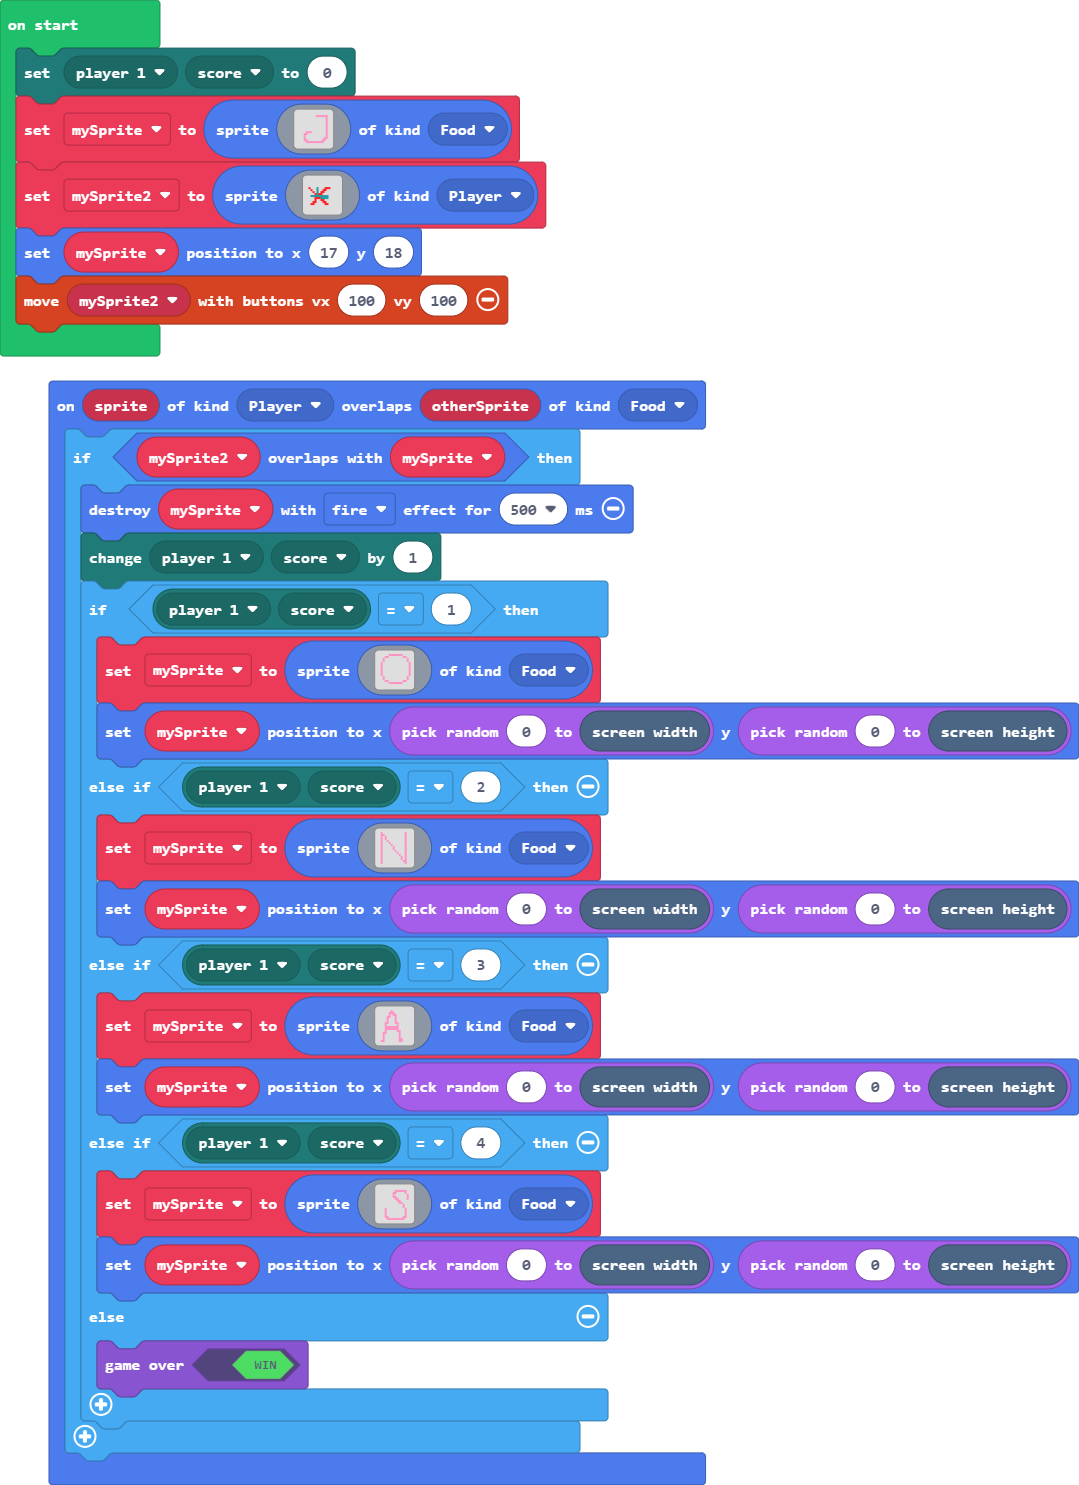 on start
set player 1 score to 0
set mySprite to sprite J of kind Food
set mySprite2 to sprite of kind Player
set mySprite position to x 17 y 18
move mySprite2 with buttons vx 100 vy 100
on sprite of kind Player overlaps otherSprite of kind Food
if mySprite2 overlaps with mySprite then
destroy mySprite with fire effect for 500 ms
change player 1 score by 1
if player 1 score = 1 then
set mySprite to sprite O of kind Food
set mySprite position to x pick random 0 to screen width y pick random 0 to screen height
else if player 1 score = 2 then
set mySprite to sprite N of kind Food
set mySprite position to x pick random 0 to screen width y pick random 0 to screen height
else if player 1 score = 3 then
set mySprite to sprite A of kind Food
set mySprite position to x pick random 0 to screen width y pick random 0 to screen height
else if player 1 score = 4 then
set mySprite to sprite S of kind Food
set mySprite position to x pick random 0 to screen width y pick random 0 to screen height
else
game over WIN